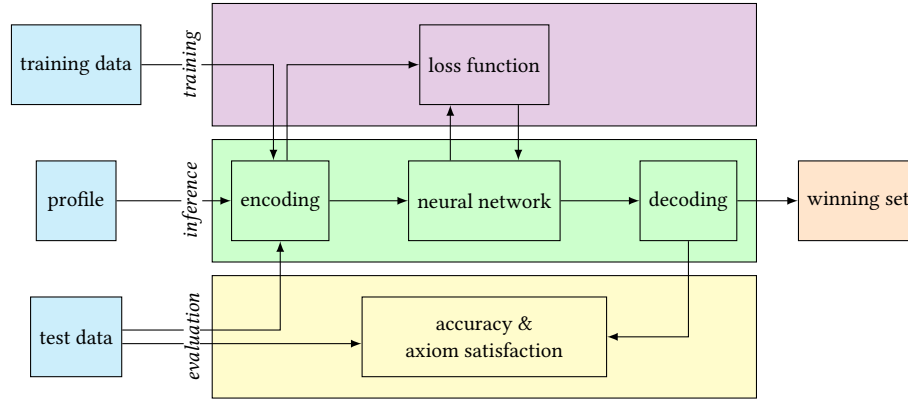 training data
training
loss function
profile
inference
encoding
neural network
decoding
winning set
test data
evaluation
accuracy &
axiom satisfaction